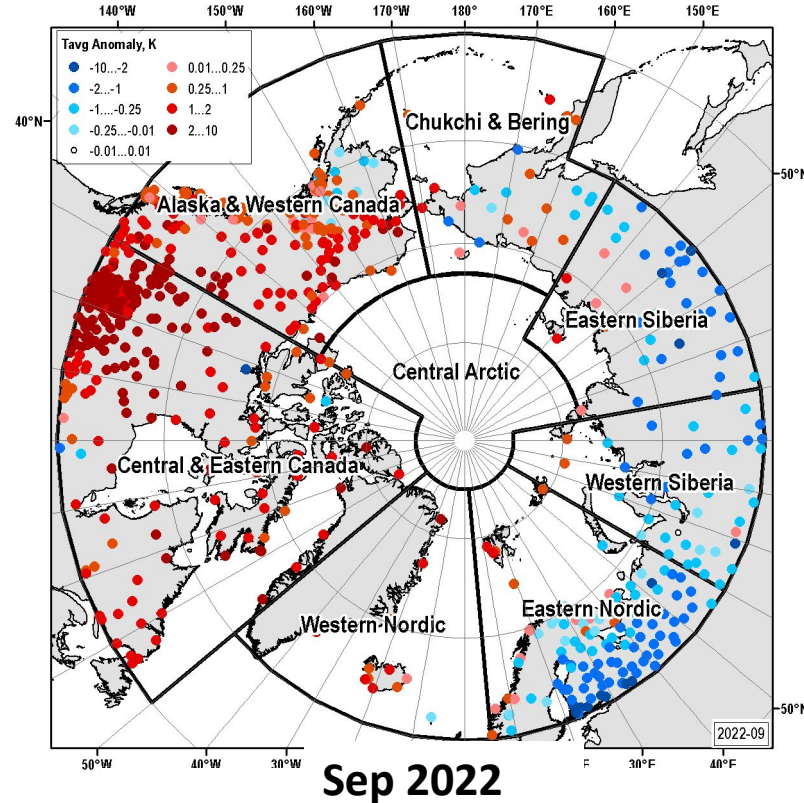 140°W 150°W 160°W 170°W 180° 170°E 160°E 150°E
Tavg Anomaly, K
-10...-2 0.01...0.25
-2...-1 0.25...1
-1....-0.25 1...2
-0.25...-0.01 2...10
-0.01...0.01
40°N
Chukchi & Bering
50°N
Alaska & Western Canada
Eastern Siberia
Central Arctic
Central & Eastern Canada
Western Siberia
Eastern Nordic
Western Nordic
50°N
2022-09
50°W 40°W 30°W E 30°E 40°E
Sep 2022